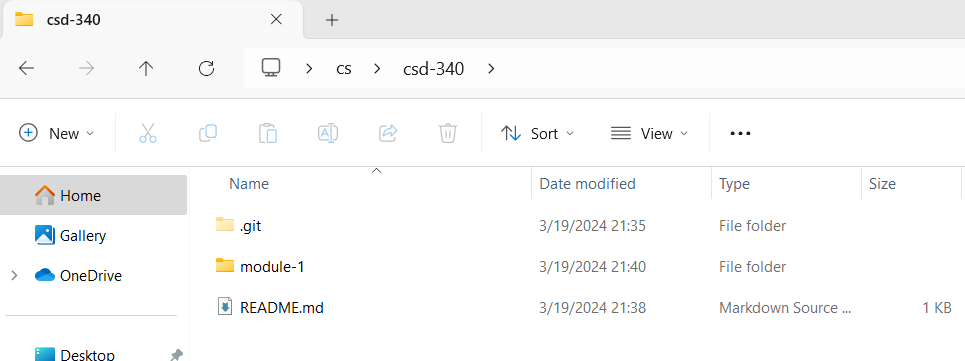 csd-340
cs csd-340
New Sort View
Name Date modified Type Size
Home
Gallery
OneDrive
Desktop
.git 3/19/2024 21:35 File folder
module-1 3/19/2024 21:40 File folder
README.md 3/19/2024 21:38 Markdown Source ... 1 KB